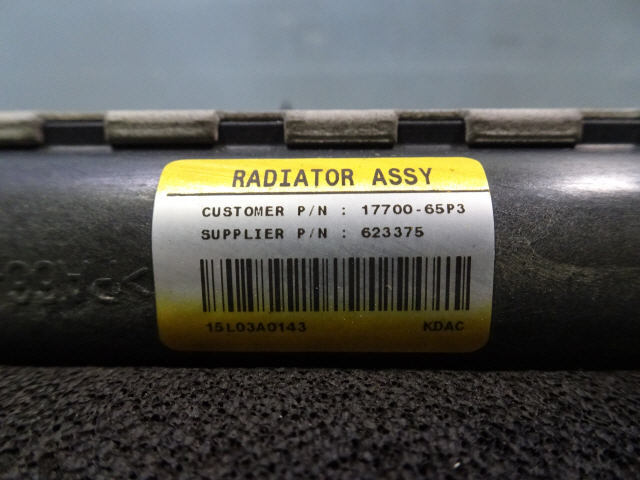 RADIATOR ASSY
CUSTOMER P/N : 17700-65P3
SUPPLIER P/N : 623375
15L03A0143 KDAC